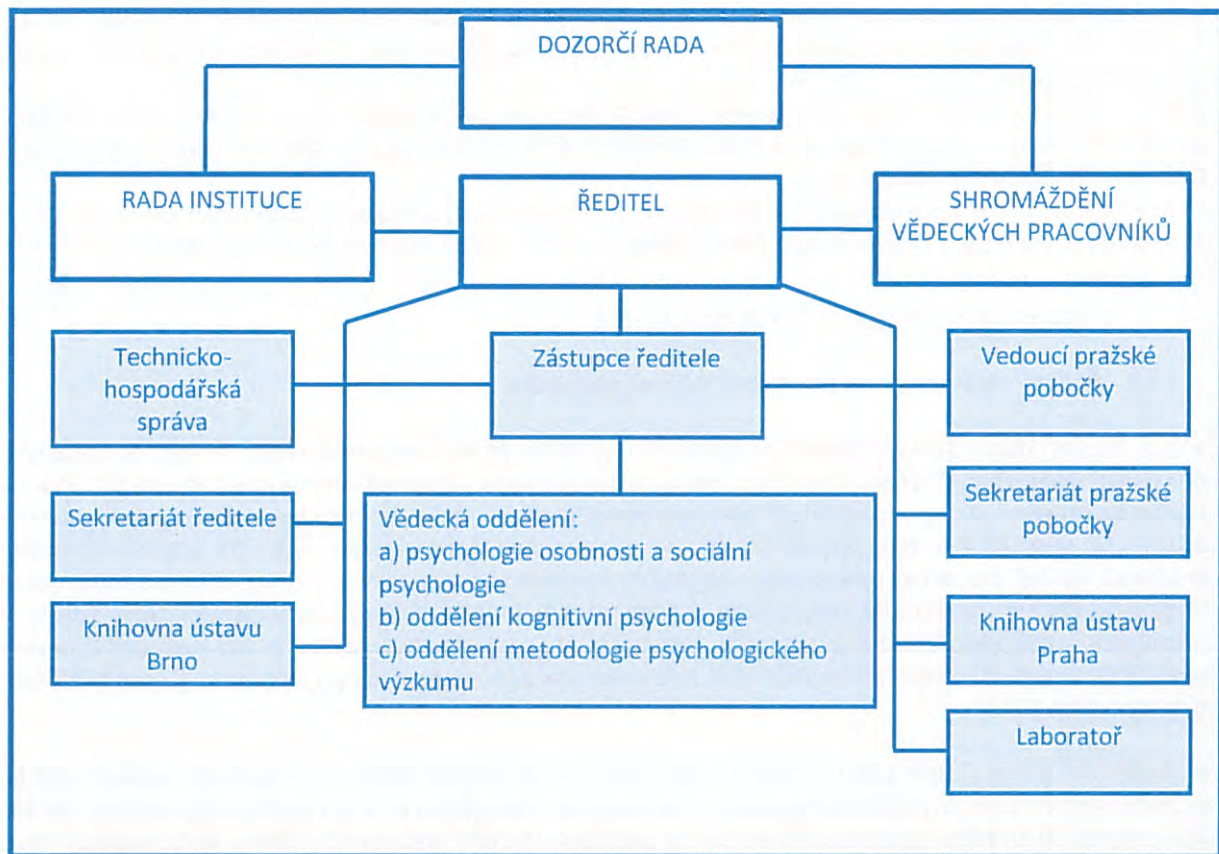 DOZORČÍ RADA
RADA INSTITUCE
ŘEDITEL
SHROMÁŽDĚNÍ
VĚDECKÝCH PRACOVNÍKŮ
Technicko-
hospodářská
správa
Zástupce ředitele
Vedoucí pražské
pobočky
Sekretariát ředitele
Vědecká oddělení:
a) psychologie osobnosti a sociální
psychologie
b) oddělení kognitivní psychologie
c) oddělení metodologie psychologického
výzkumu
Sekretariát pražské
pobočky
Knihovna ústavu
Brno
Knihovna ústavu
Praha
Laboratoř